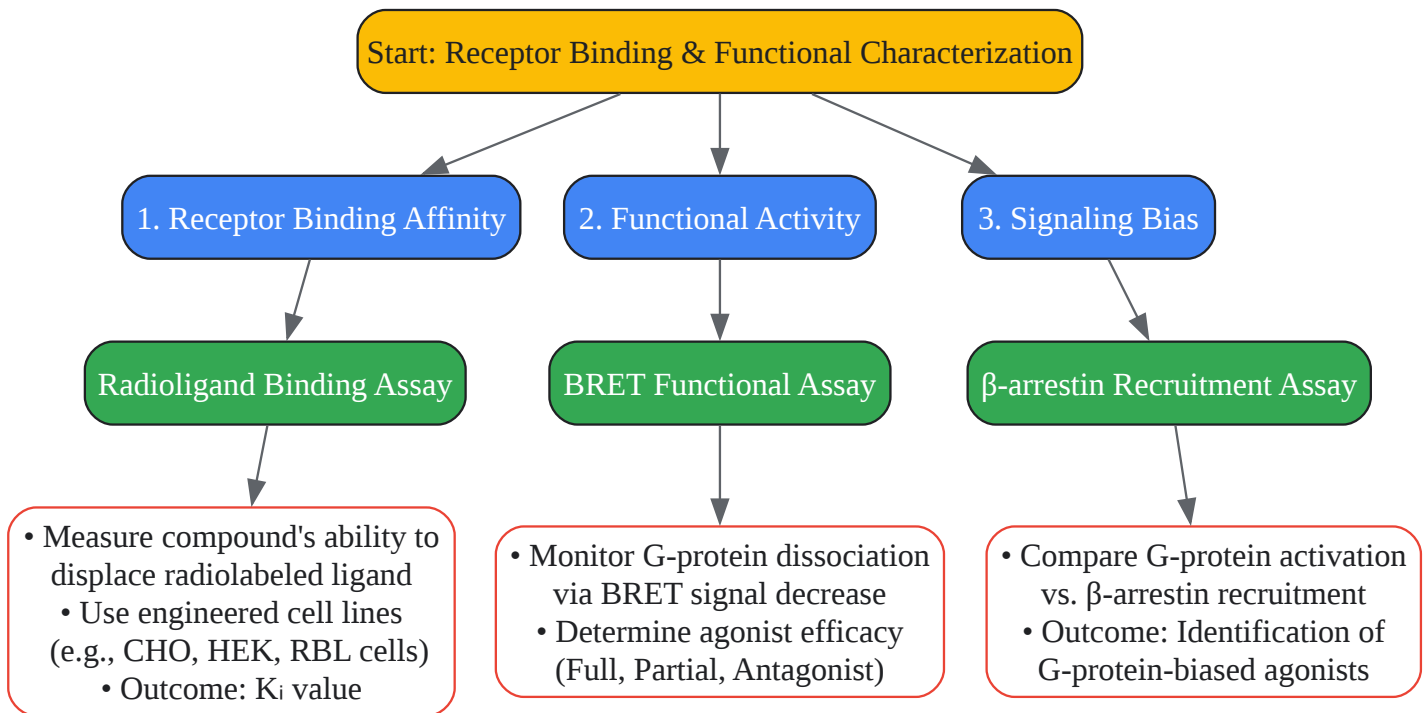 Start: Receptor Binding & Functional Characterization
1. Receptor Binding Affinity
2. Functional Activity
3. Signaling Bias
Radioligand Binding Assay
BRET Functional Assay
β-arrestin Recruitment Assay
• Measure compound's ability to
displace radiolabeled ligand
• Use engineered cell lines
(e.g., CHO, HEK, RBL cells)
• Outcome: Kᵢ value
• Monitor G-protein dissociation
via BRET signal decrease
• Determine agonist efficacy
(Full, Partial, Antagonist)
• Compare G-protein activation
vs. β-arrestin recruitment
• Outcome: Identification of
G-protein-biased agonists